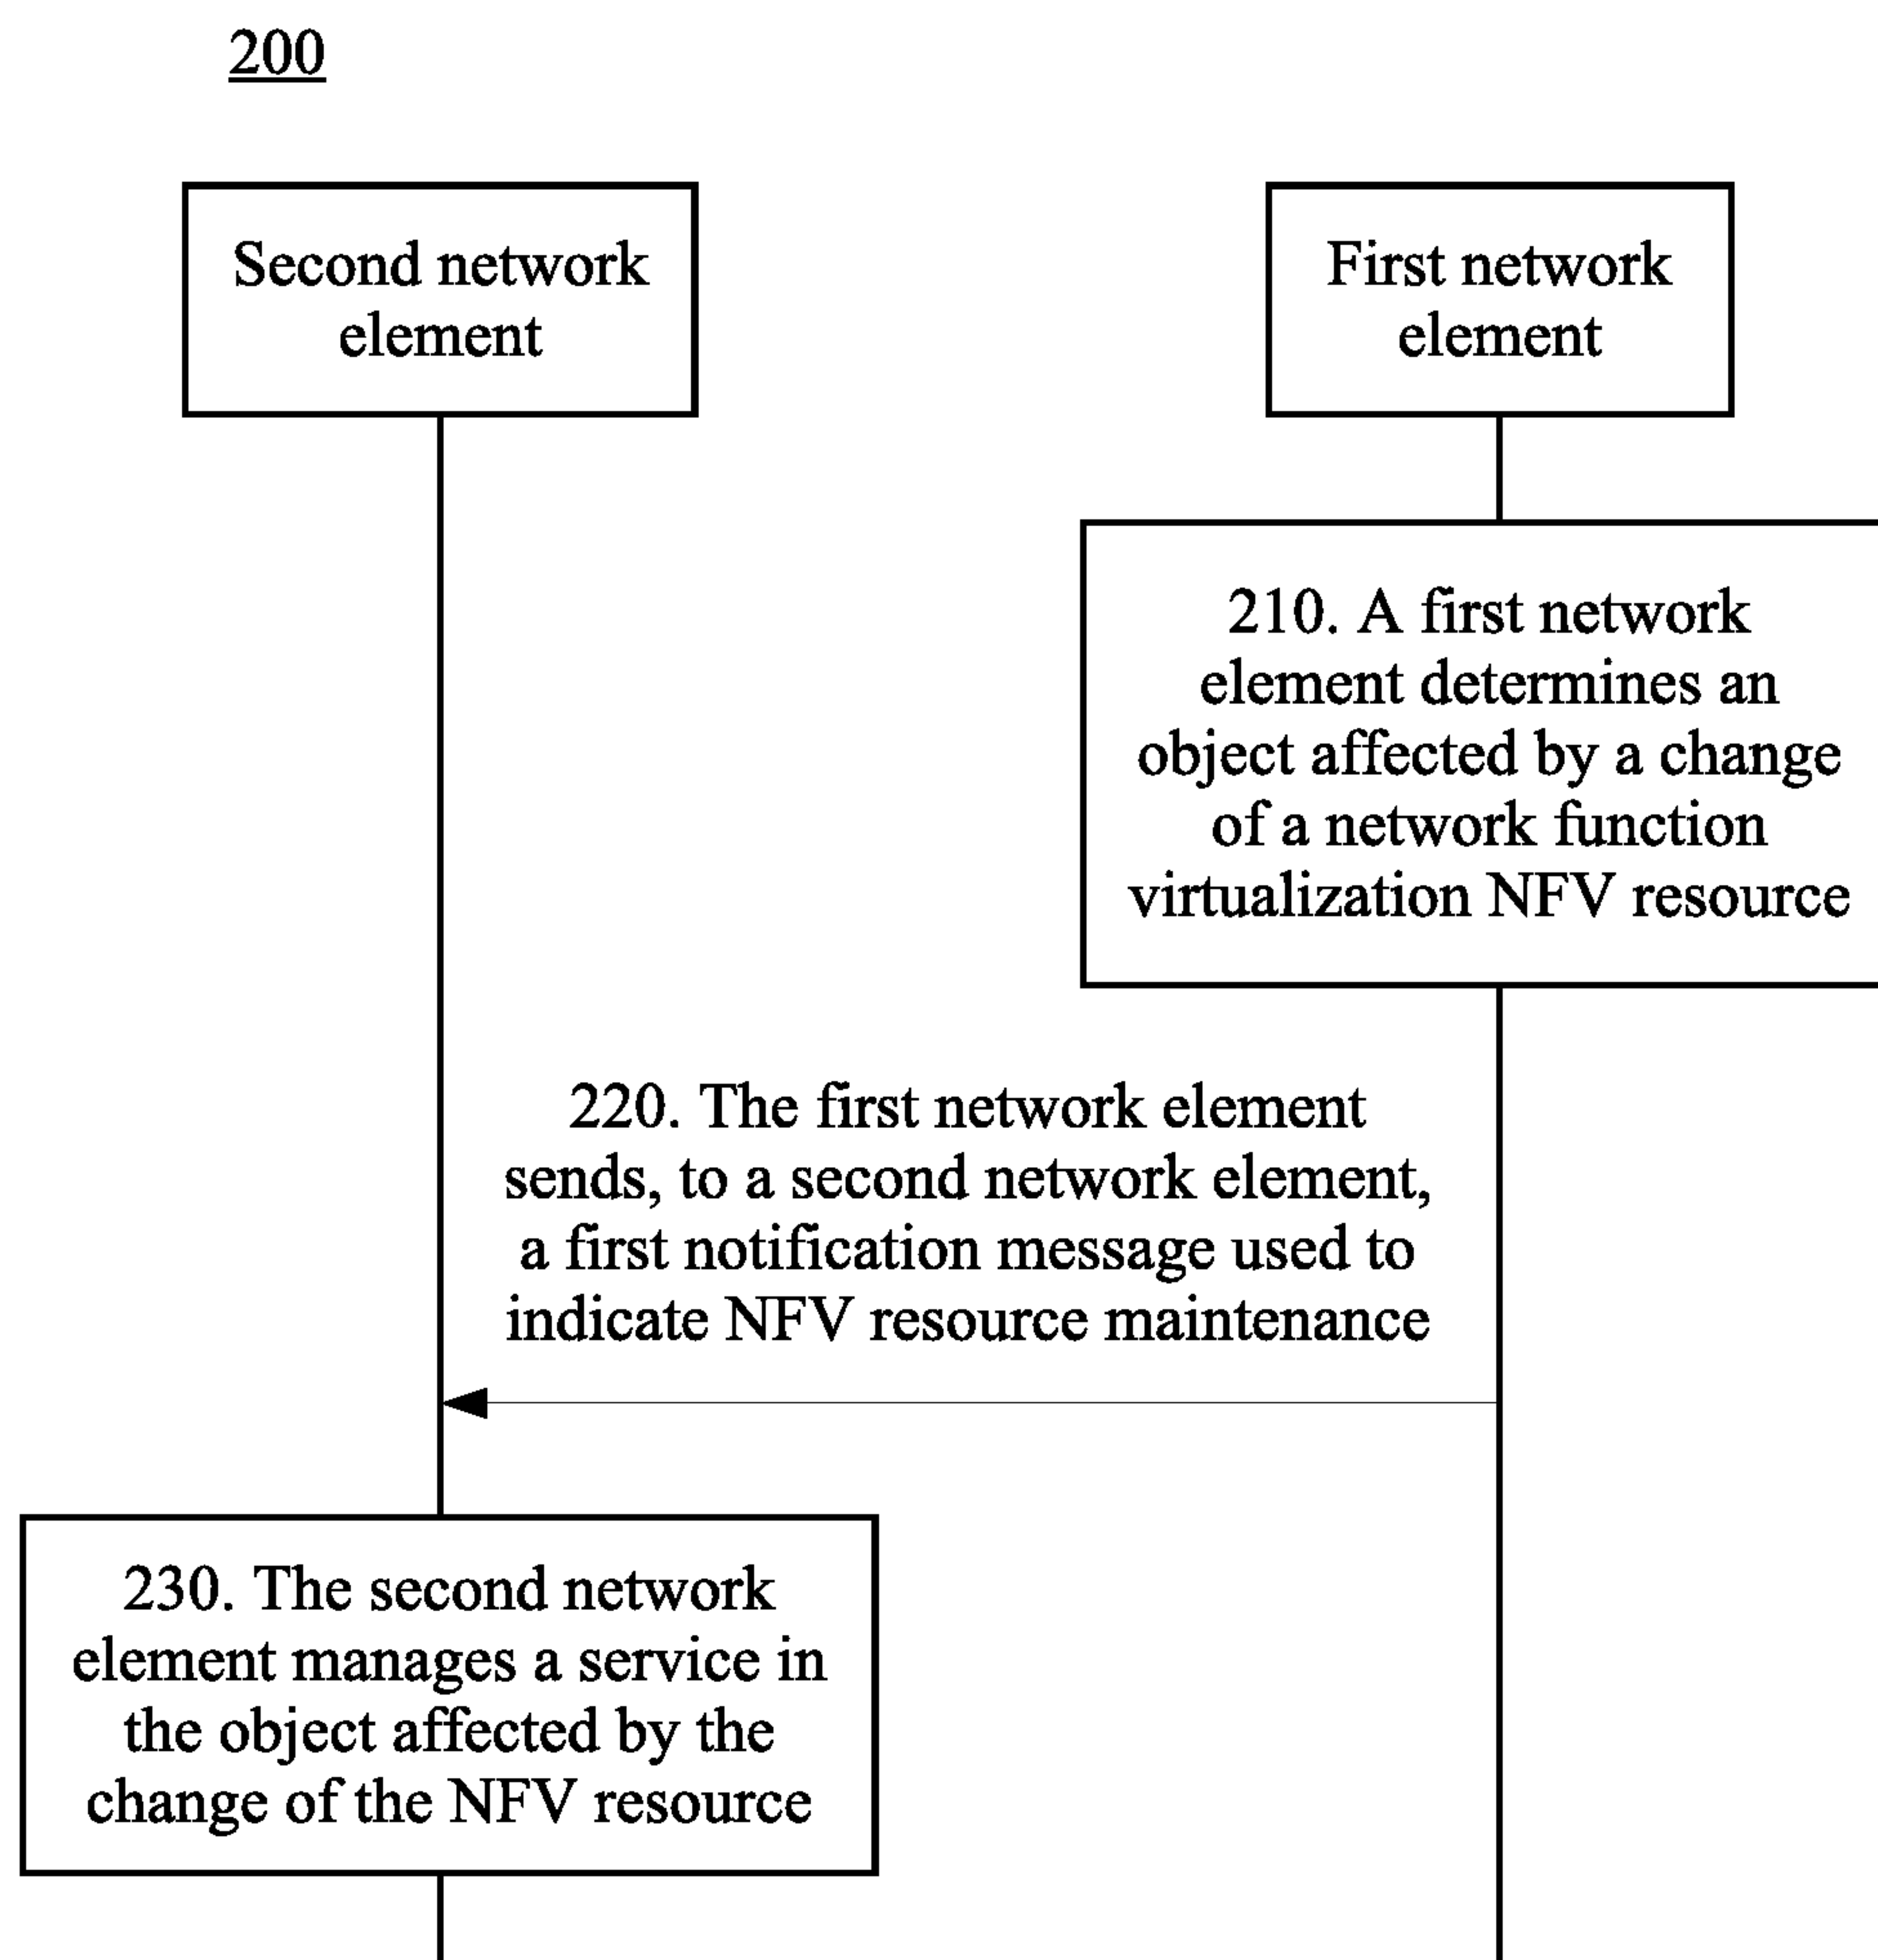 200
Second network
element
First network
element
210. A first network
element determines an
object affected by a change
of a network function
virtualization NFV resource
220. The first network element
sends, to a second network element,
a first notification message used to
indicate NFV resource maintenance
230. The second network
element manages a service in
the object affected by the
change of the NFV resource